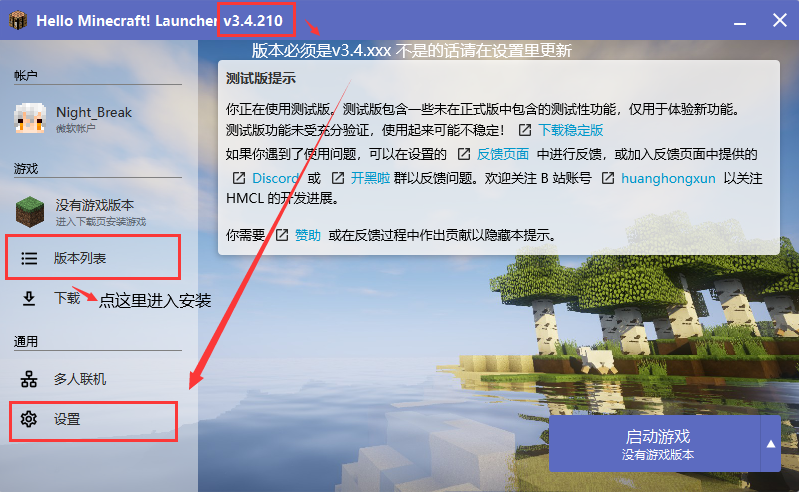 Hello Minecraft! Launcher v3.4.210
版本必须是v3.4.xxx 不是的话请在设置里更新
帐户
Night_Break
微软帐户
游戏
没有游戏版本
进入下载页安装游戏
版本列表
下载
点这里进入安装
通用
多人联机
设置
测试版提示
你正在使用测试版。测试版包含一些未在正式版中包含的测试性功能，仅用于体验新功能。
测试版功能未受充分验证，使用起来可能不稳定！ 下载稳定版
如果你遇到了使用问题，可以在设置的 反馈页面 中进行反馈，或加入反馈页面中提供的
Discord 或 开黑啦 群以反馈问题。欢迎关注 B 站账号 huanghongxun 以关注
HMCL 的开发进展。
你需要 赞助 或在反馈过程中作出贡献以隐藏本提示。
启动游戏
没有游戏版本